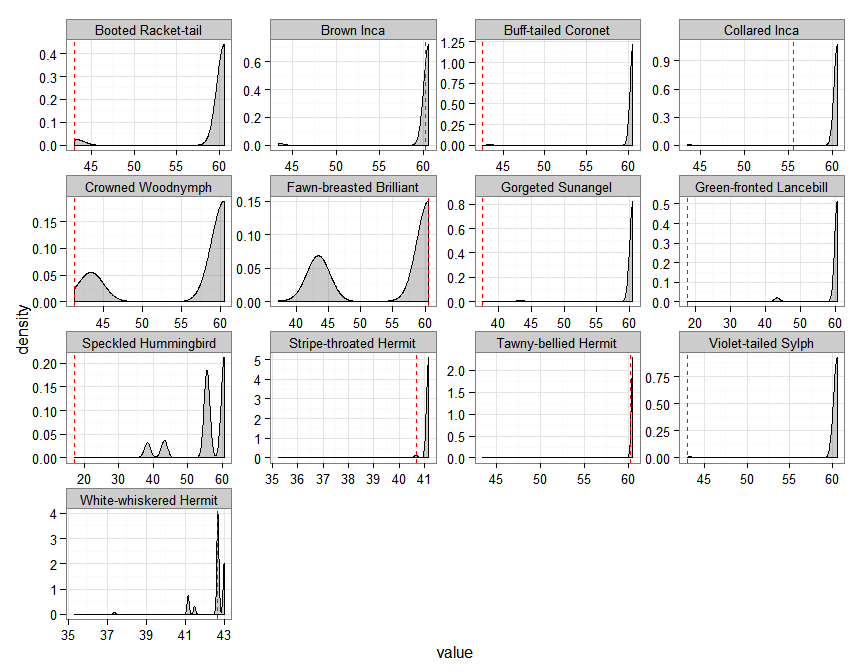 Booted Racket-tail Brown Inca Buff-tailed Coronet Collared Inca
0.4 0.3 0.2 0.1 0.0
0.6 0.4 0.2 0.0
1.25 1.00 0.75 0.50 0.25 0.00
0.9 0.6 0.3 0.0
45 50 55 60
45 50 55 60
45 50 55 60
45 50 55 60
Crowned Woodnymph Fawn-breasted Brilliant Gorgeted Sunangel Green-fronted Lancebill
0.15 0.10 0.05 0.00
0.15 0.10 0.05 0.00
0.8 0.6 0.4 0.2 0.0
0.5 0.4 0.3 0.2 0.1 0.0
45 50 55 60
40 45 50 55 60
40 45 50 55 60
20 30 40 50 60
density
Speckled Hummingbird Stripe-throated Hermit Tawny-bellied Hermit Violet-tailed Sylph
0.20 0.15 0.10 0.05 0.00
5 4 3 2 1 0
2.0 1.5 1.0 0.5 0.0
0.75 0.50 0.25 0.00
20 30 40 50 60
35 36 37 38 39 40 41
45 50 55 60
45 50 55 60
White-whiskered Hermit
4 3 2 1 0
35 37 39 41 43
value